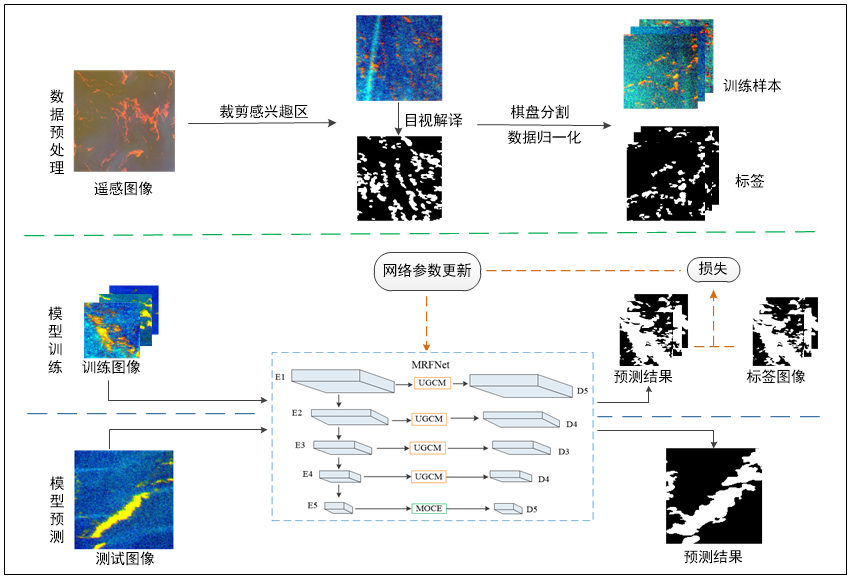 数据预处理
遥感图像
裁剪感兴趣区
目视解译
棋盘分割
数据归一化
训练样本
标签
模型训练
训练图像
网络参数更新
损失
预测结果
标签图像
MRFNet
E1
UGCM
D5
E2
UGCM
D4
E3
UGCM
D3
E4
UGCM
D4
E5
MOCE
D5
模型预测
测试图像
预测结果